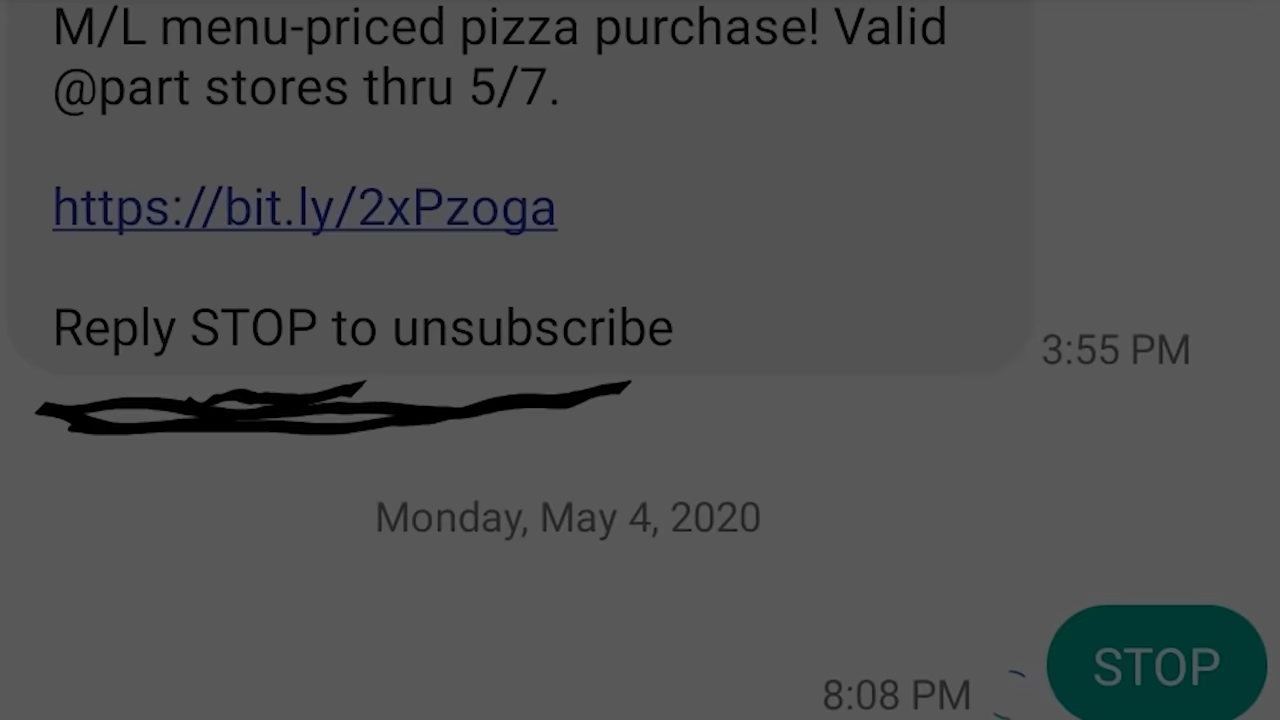 M/L menu-priced pizza purchase! Valid
@part stores thru 5/7.
https://bit.ly/2xPzoga
Reply STOP to unsubscribe
3:55 PM
Monday, May 4, 2020
STOP
8:08 PM